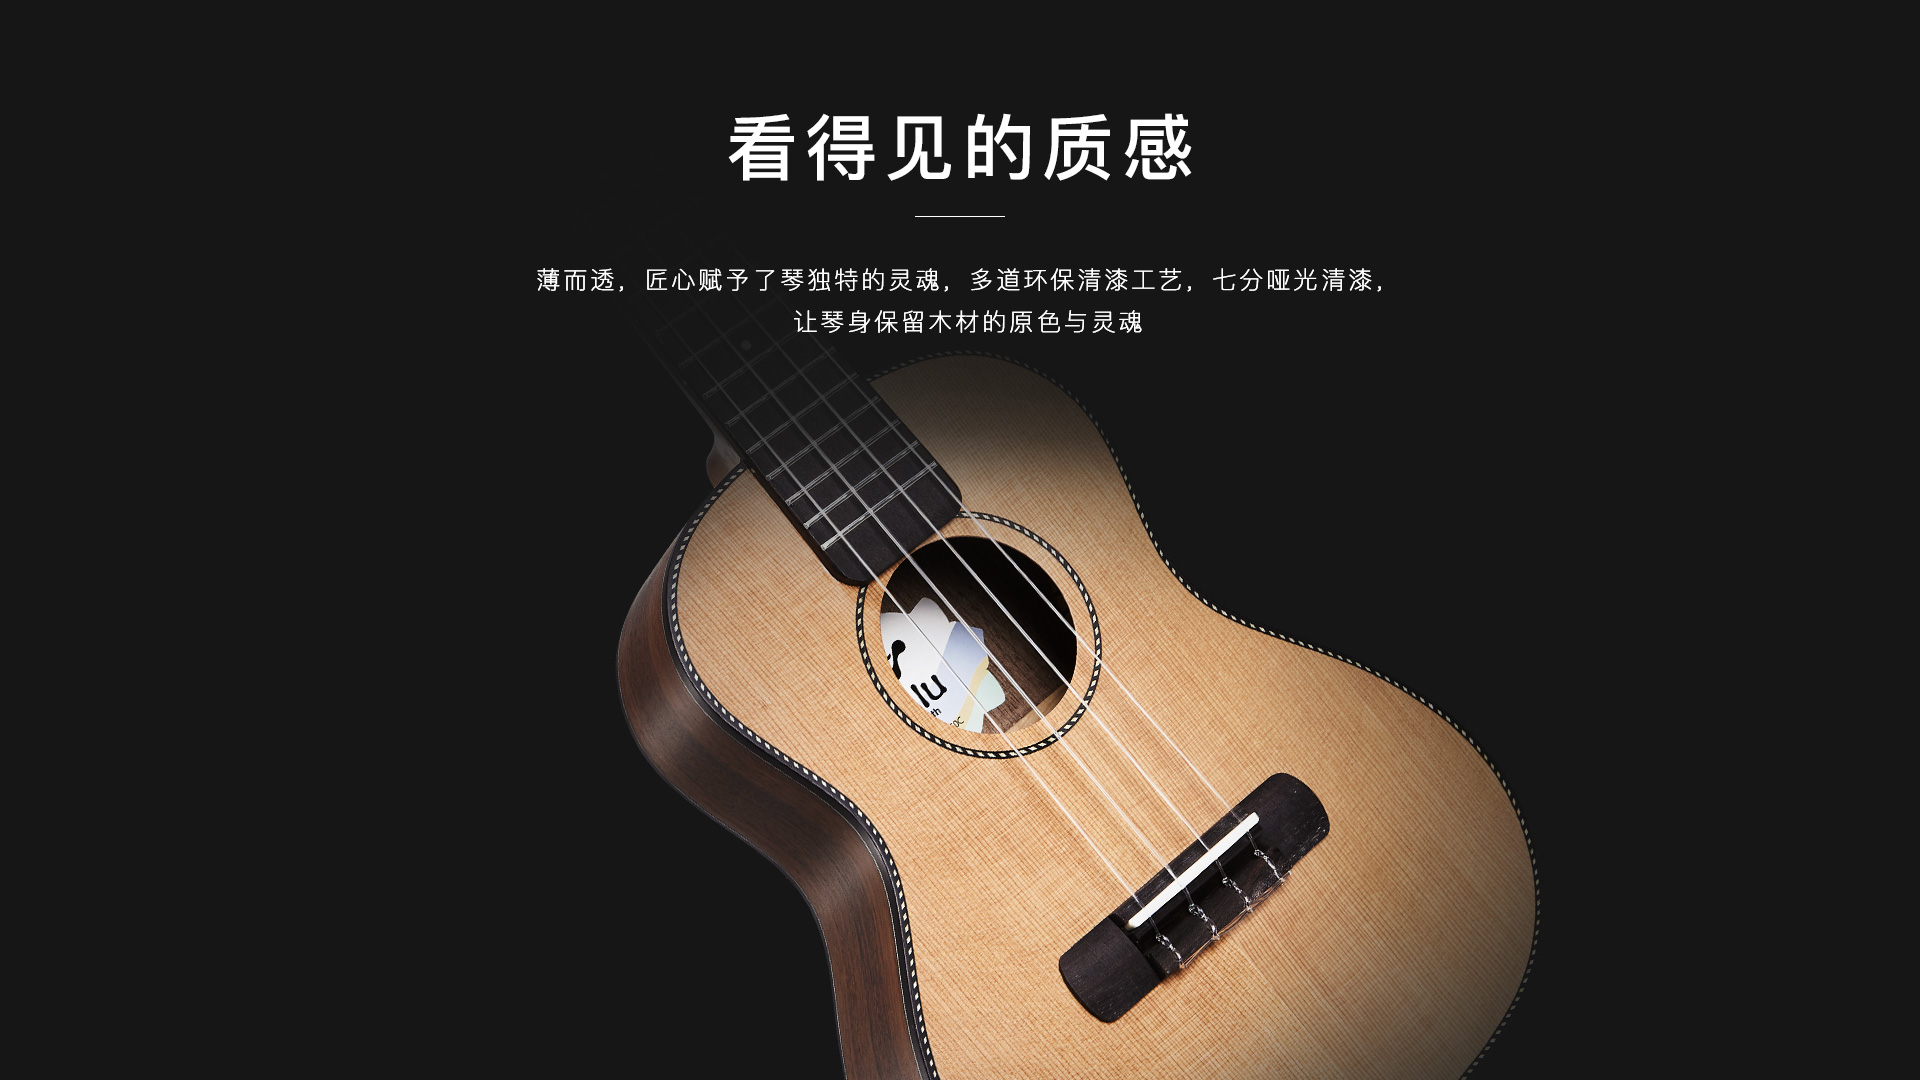 看得见的质感
薄而透，匠心赋予了琴独特的灵魂，多道环保清漆工艺，七分哑光清漆，
让琴身保留木材的原色与灵魂
lu
th